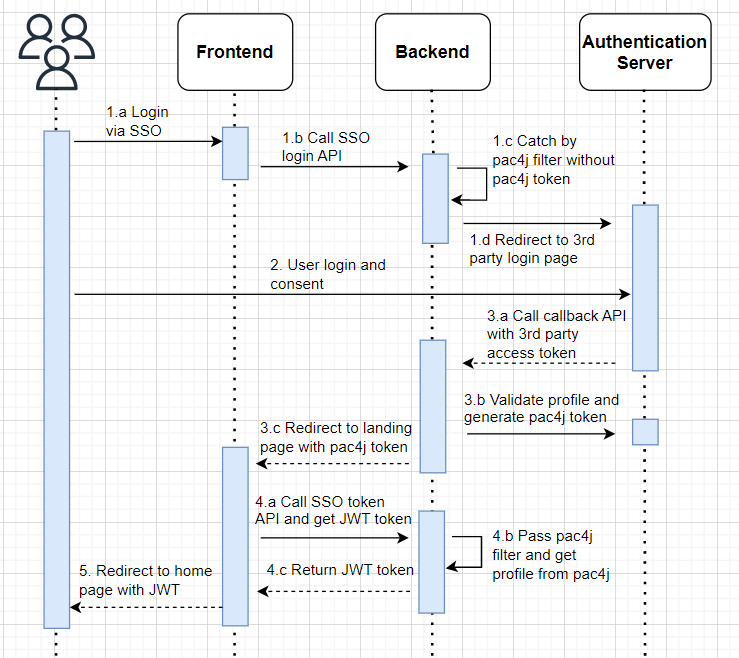 Frontend
Backend
Authentication
Server
1.a Login
via SSO
1.b Call SSO
login API
1.c Catch by
pac4j filter without
pac4j token
1.d Redirect to 3rd
party login page
2. User login and
consent
3.a Call callback API
with 3rd party
access token
3.b Validate profile and
generate pac4j token
3.c Redirect to landing
page with pac4j token
4.a Call SSO token
API and get JWT token
4.b Pass pac4j
filter and get
profile from pac4j
4.c Return JWT token
5. Redirect to home
page with JWT